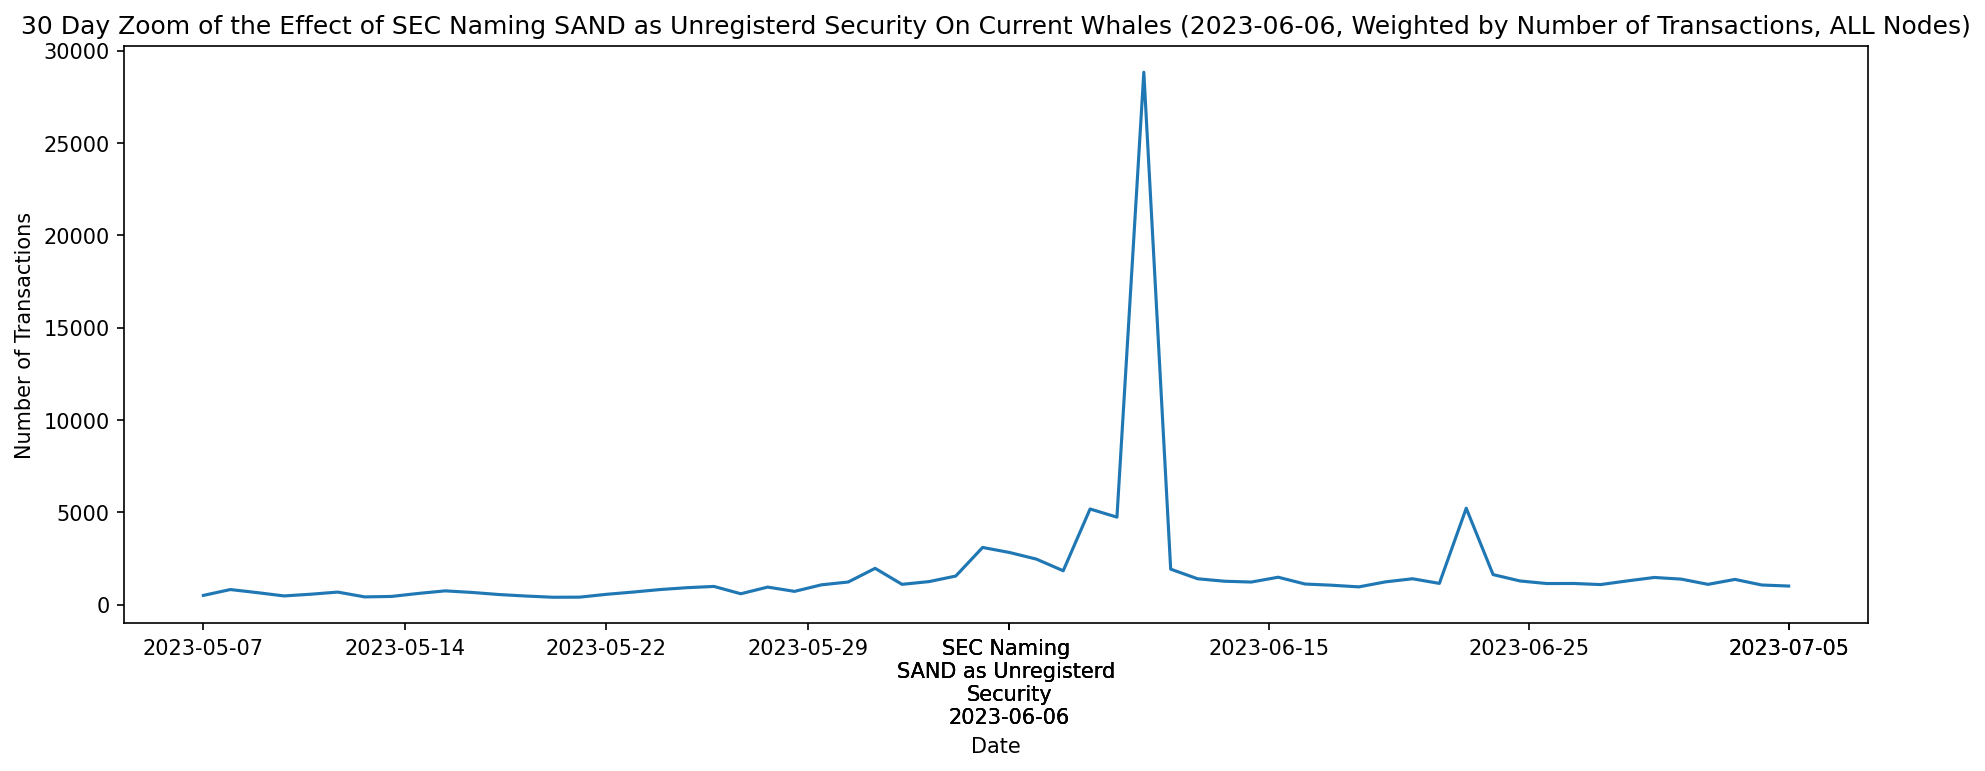 30 Day Zoom of the Effect of SEC Naming SAND as Unregisterd Security On Current Whales (2023-06-06, Weighted by Number of Transactions, ALL Nodes)
30000
25000
20000
15000
10000
5000
0
Number of Transactions
2023-05-07 2023-05-14 2023-05-22 2023-05-29 SEC Naming 2023-06-15 2023-06-25 2023-07-05
SAND as Unregisterd
Security
2023-06-06
Date